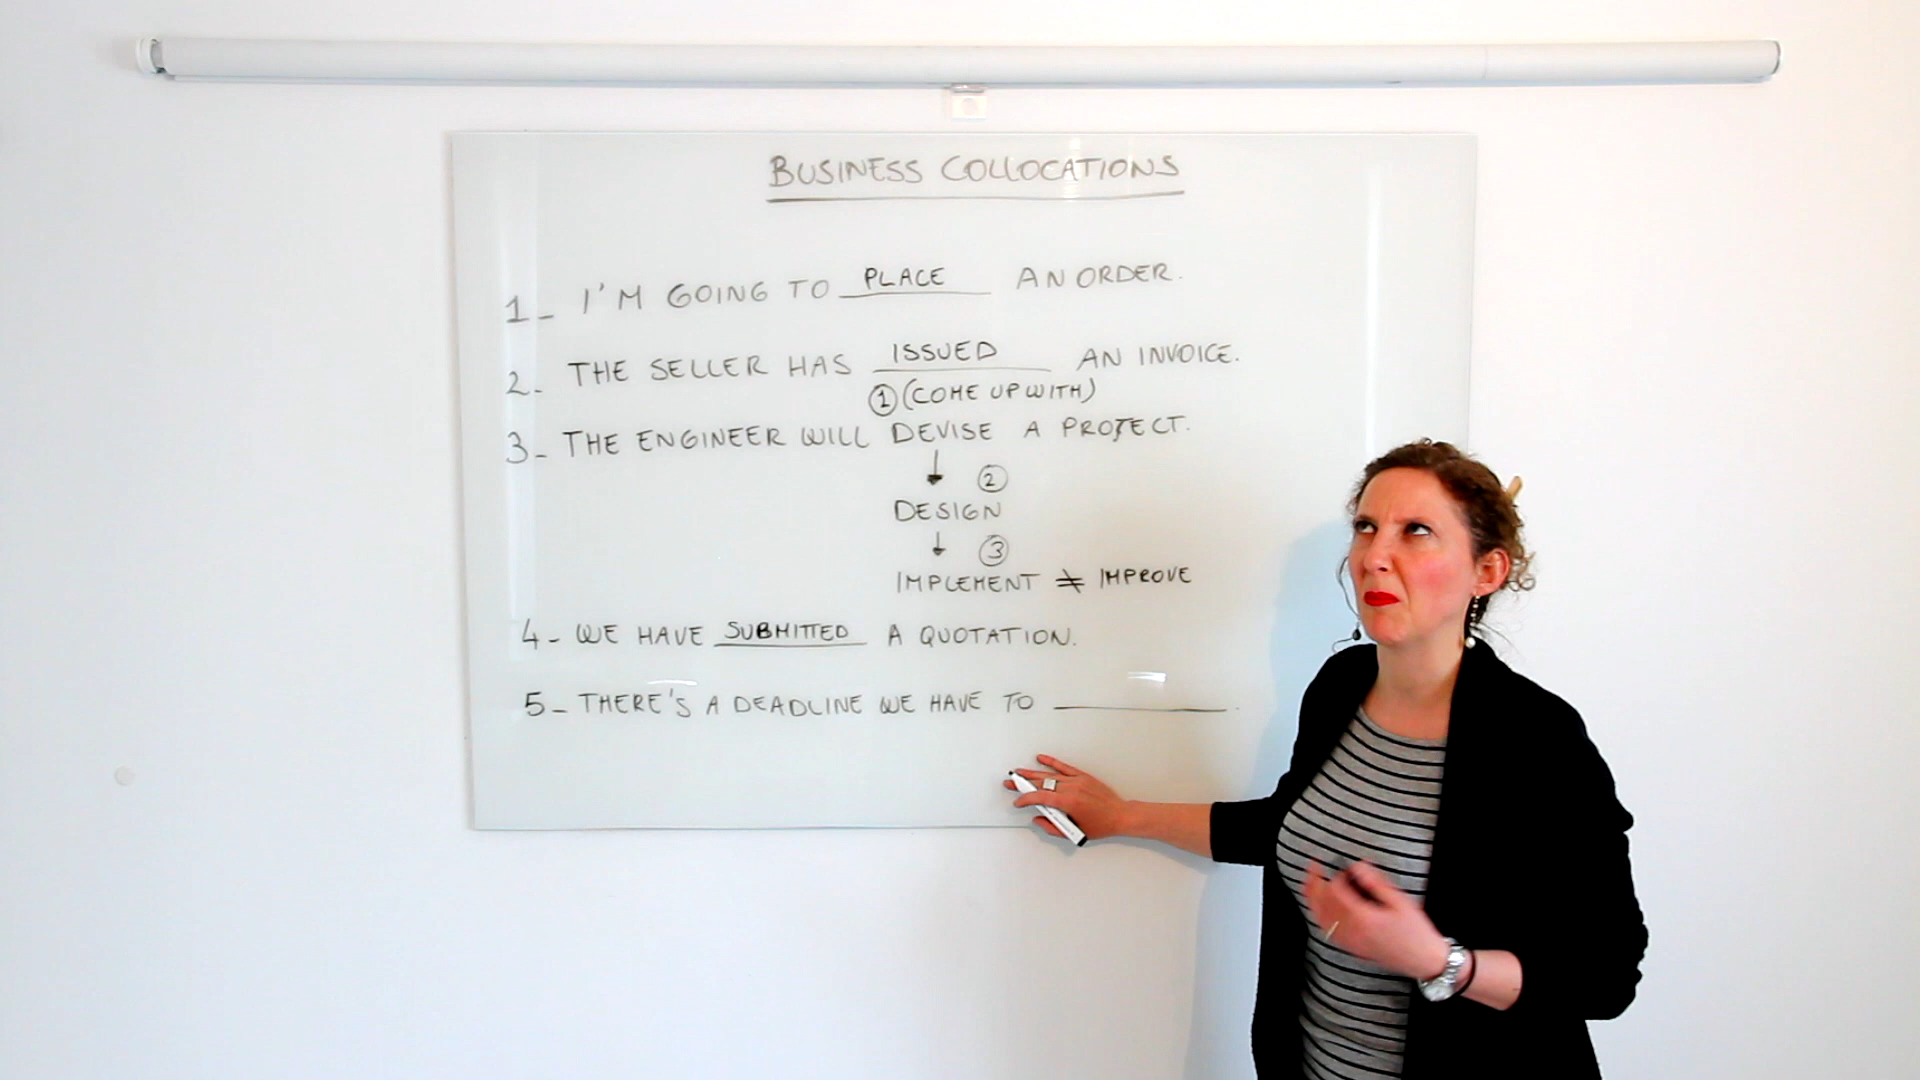 BUSINESS COLLOCATIONS
1_ I'M GOING TO PLACE AN ORDER.
2_ THE SELLER HAS ISSUED AN INVOICE.
① (COME UP WITH)
3_ THE ENGINEER WILL DEVISE A PROJECT.
↓ ②
DESIGN
↓ ③
IMPLEMENT ≠ IMPROVE
4_ WE HAVE SUBMITTED A QUOTATION.
5_ THERE'S A DEADLINE WE HAVE TO ________.